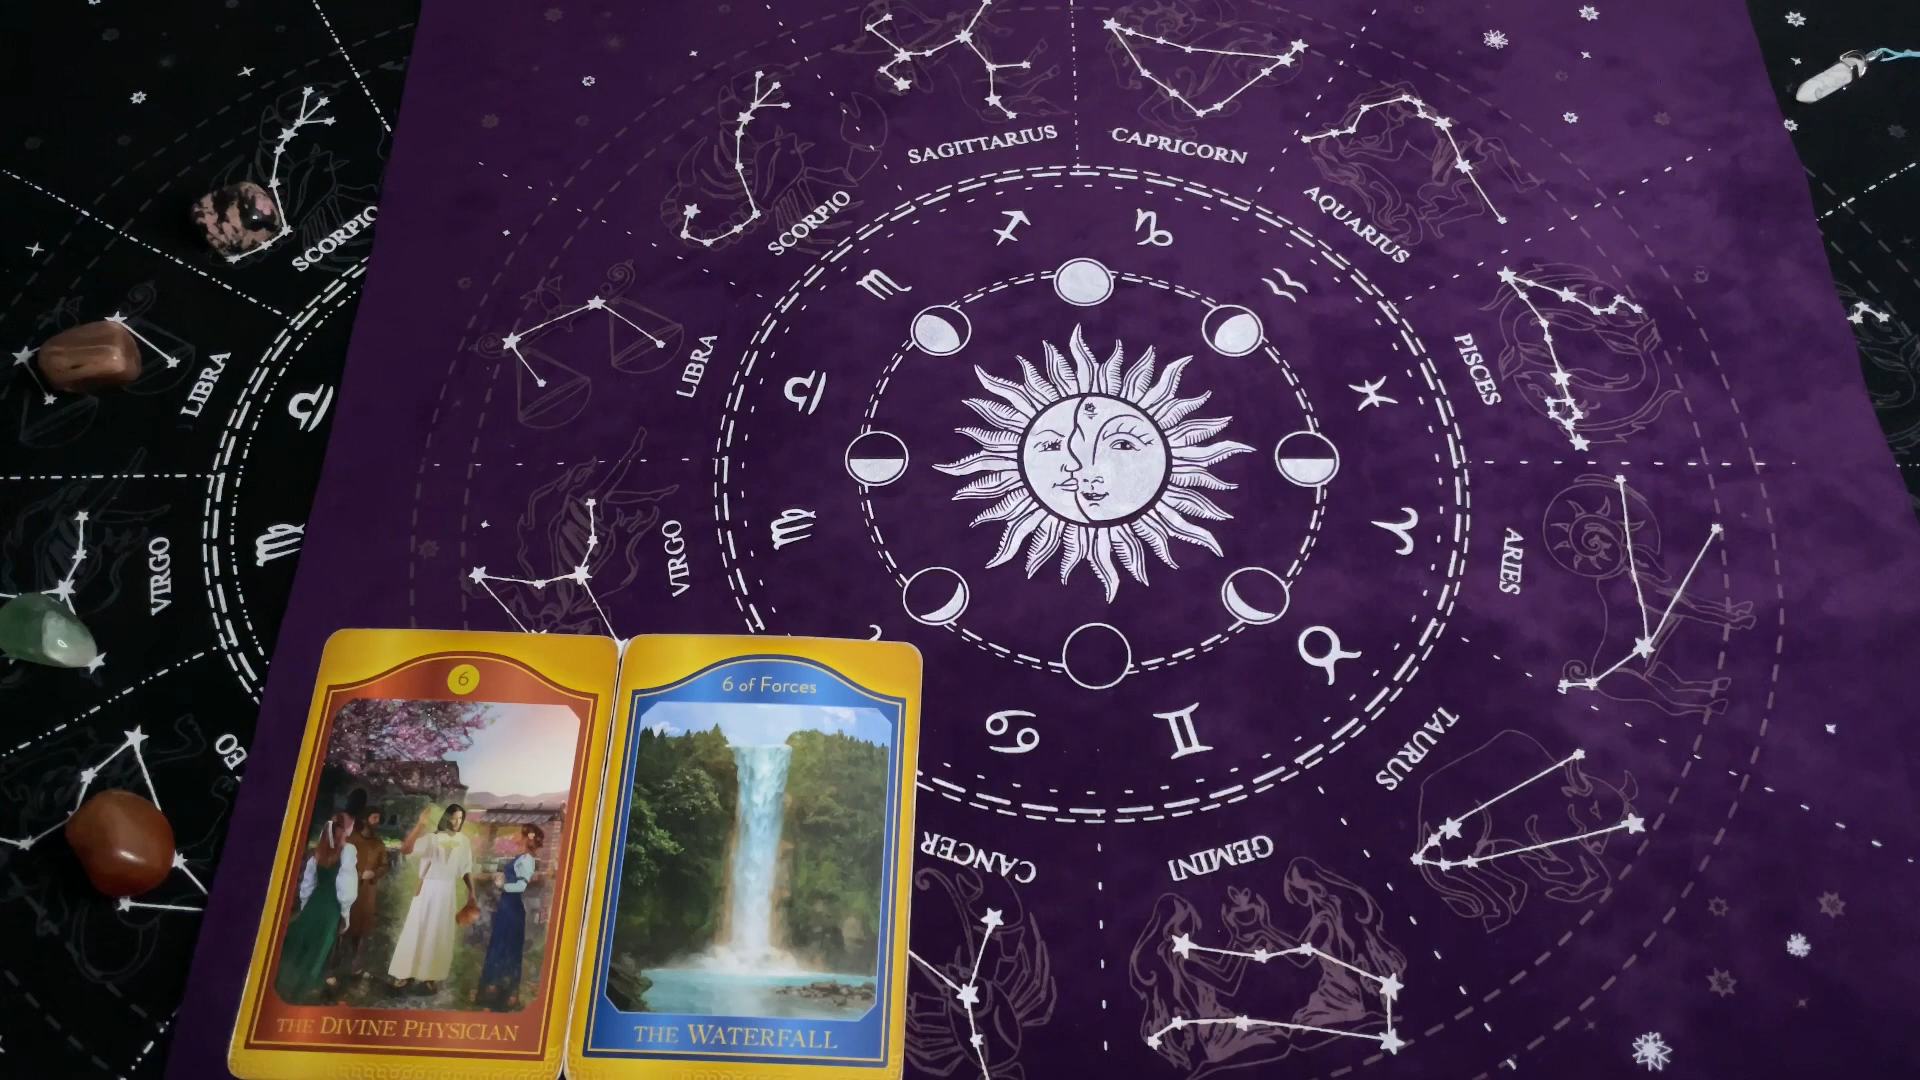 SAGITTARIUS
CAPRICORN
SCORPIO
SCORPIO
AQUARIUS
LIBRA
LIBRA
PISCES
VIRGO
VIRGO
ARIES
TAURUS
GEMINI
CANCER
6
THE DIVINE PHYSICIAN
6 of Forces
THE WATERFALL